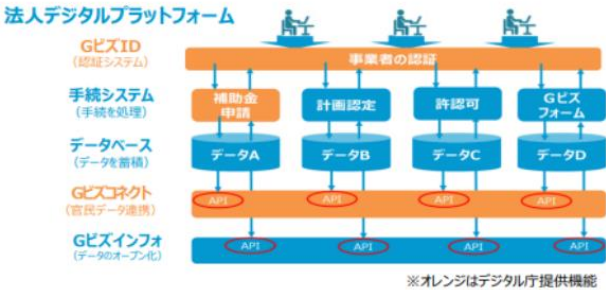 法人デジタルプラットフォーム
GビズID
(認証システム)
事業者の認証
手続システム
(手続を処理)
補助金
申請
計画認定
許認可
Gビズ
フォーム
データベース
(データを蓄積)
データA
データB
データC
データD
Gビズコネクト
(官民データ連携)
API
API
API
API
Gビズインフォ
(データのオープン化)
API
API
API
API
※オレンジはデジタル庁提供機能